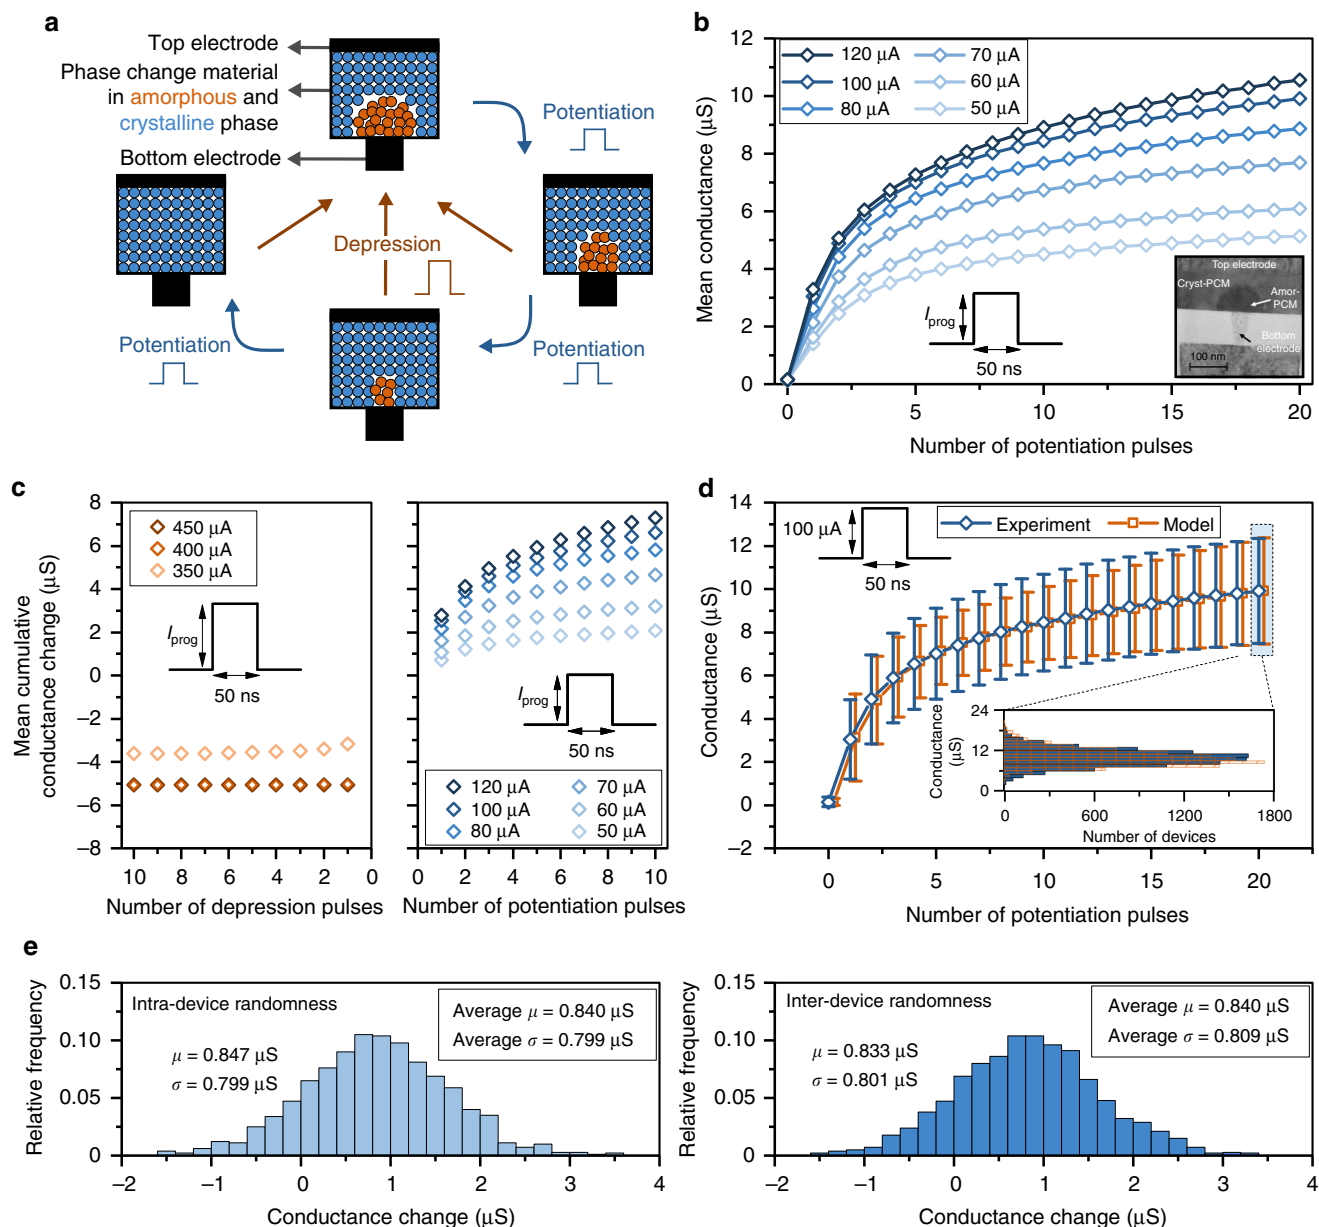 a
Top electrode
Phase change material
in amorphous and
crystalline phase
Bottom electrode
Potentiation
Depression
Potentiation
Potentiation
b
Mean conductance (μS)
12
10
8
6
4
2
0
120 μA
100 μA
80 μA
70 μA
60 μA
50 μA
Iprog
50 ns
Top electrode
Cryst-PCM
Amor-
PCM
Bottom
electrode
100 nm
0
5
10
15
20
Number of potentiation pulses
c
Mean cumulative
conductance change (μS)
8
6
4
2
0
−2
−4
−6
−8
450 μA
400 μA
350 μA
Iprog
50 ns
10
8
6
4
2
0
Number of depression pulses
Iprog
50 ns
120 μA
100 μA
80 μA
70 μA
60 μA
50 μA
0
2
4
6
8
10
Number of potentiation pulses
d
Conductance (μS)
14
12
10
8
6
4
2
0
−2
100 μA
50 ns
Experiment
Model
Conductance
(μS)
24
12
0
0
600
1200
1800
Number of devices
0
5
10
15
20
Number of potentiation pulses
e
Relative frequency
0.15
0.10
0.05
0
Intra-device randomness
μ = 0.847 μS
σ = 0.799 μS
Average μ = 0.840 μS
Average σ = 0.799 μS
−2
−1
0
1
2
3
4
Conductance change (μS)
Relative frequency
0.15
0.10
0.05
0
Inter-device randomness
μ = 0.833 μS
σ = 0.801 μS
Average μ = 0.840 μS
Average σ = 0.809 μS
−2
−1
0
1
2
3
4
Conductance change (μS)